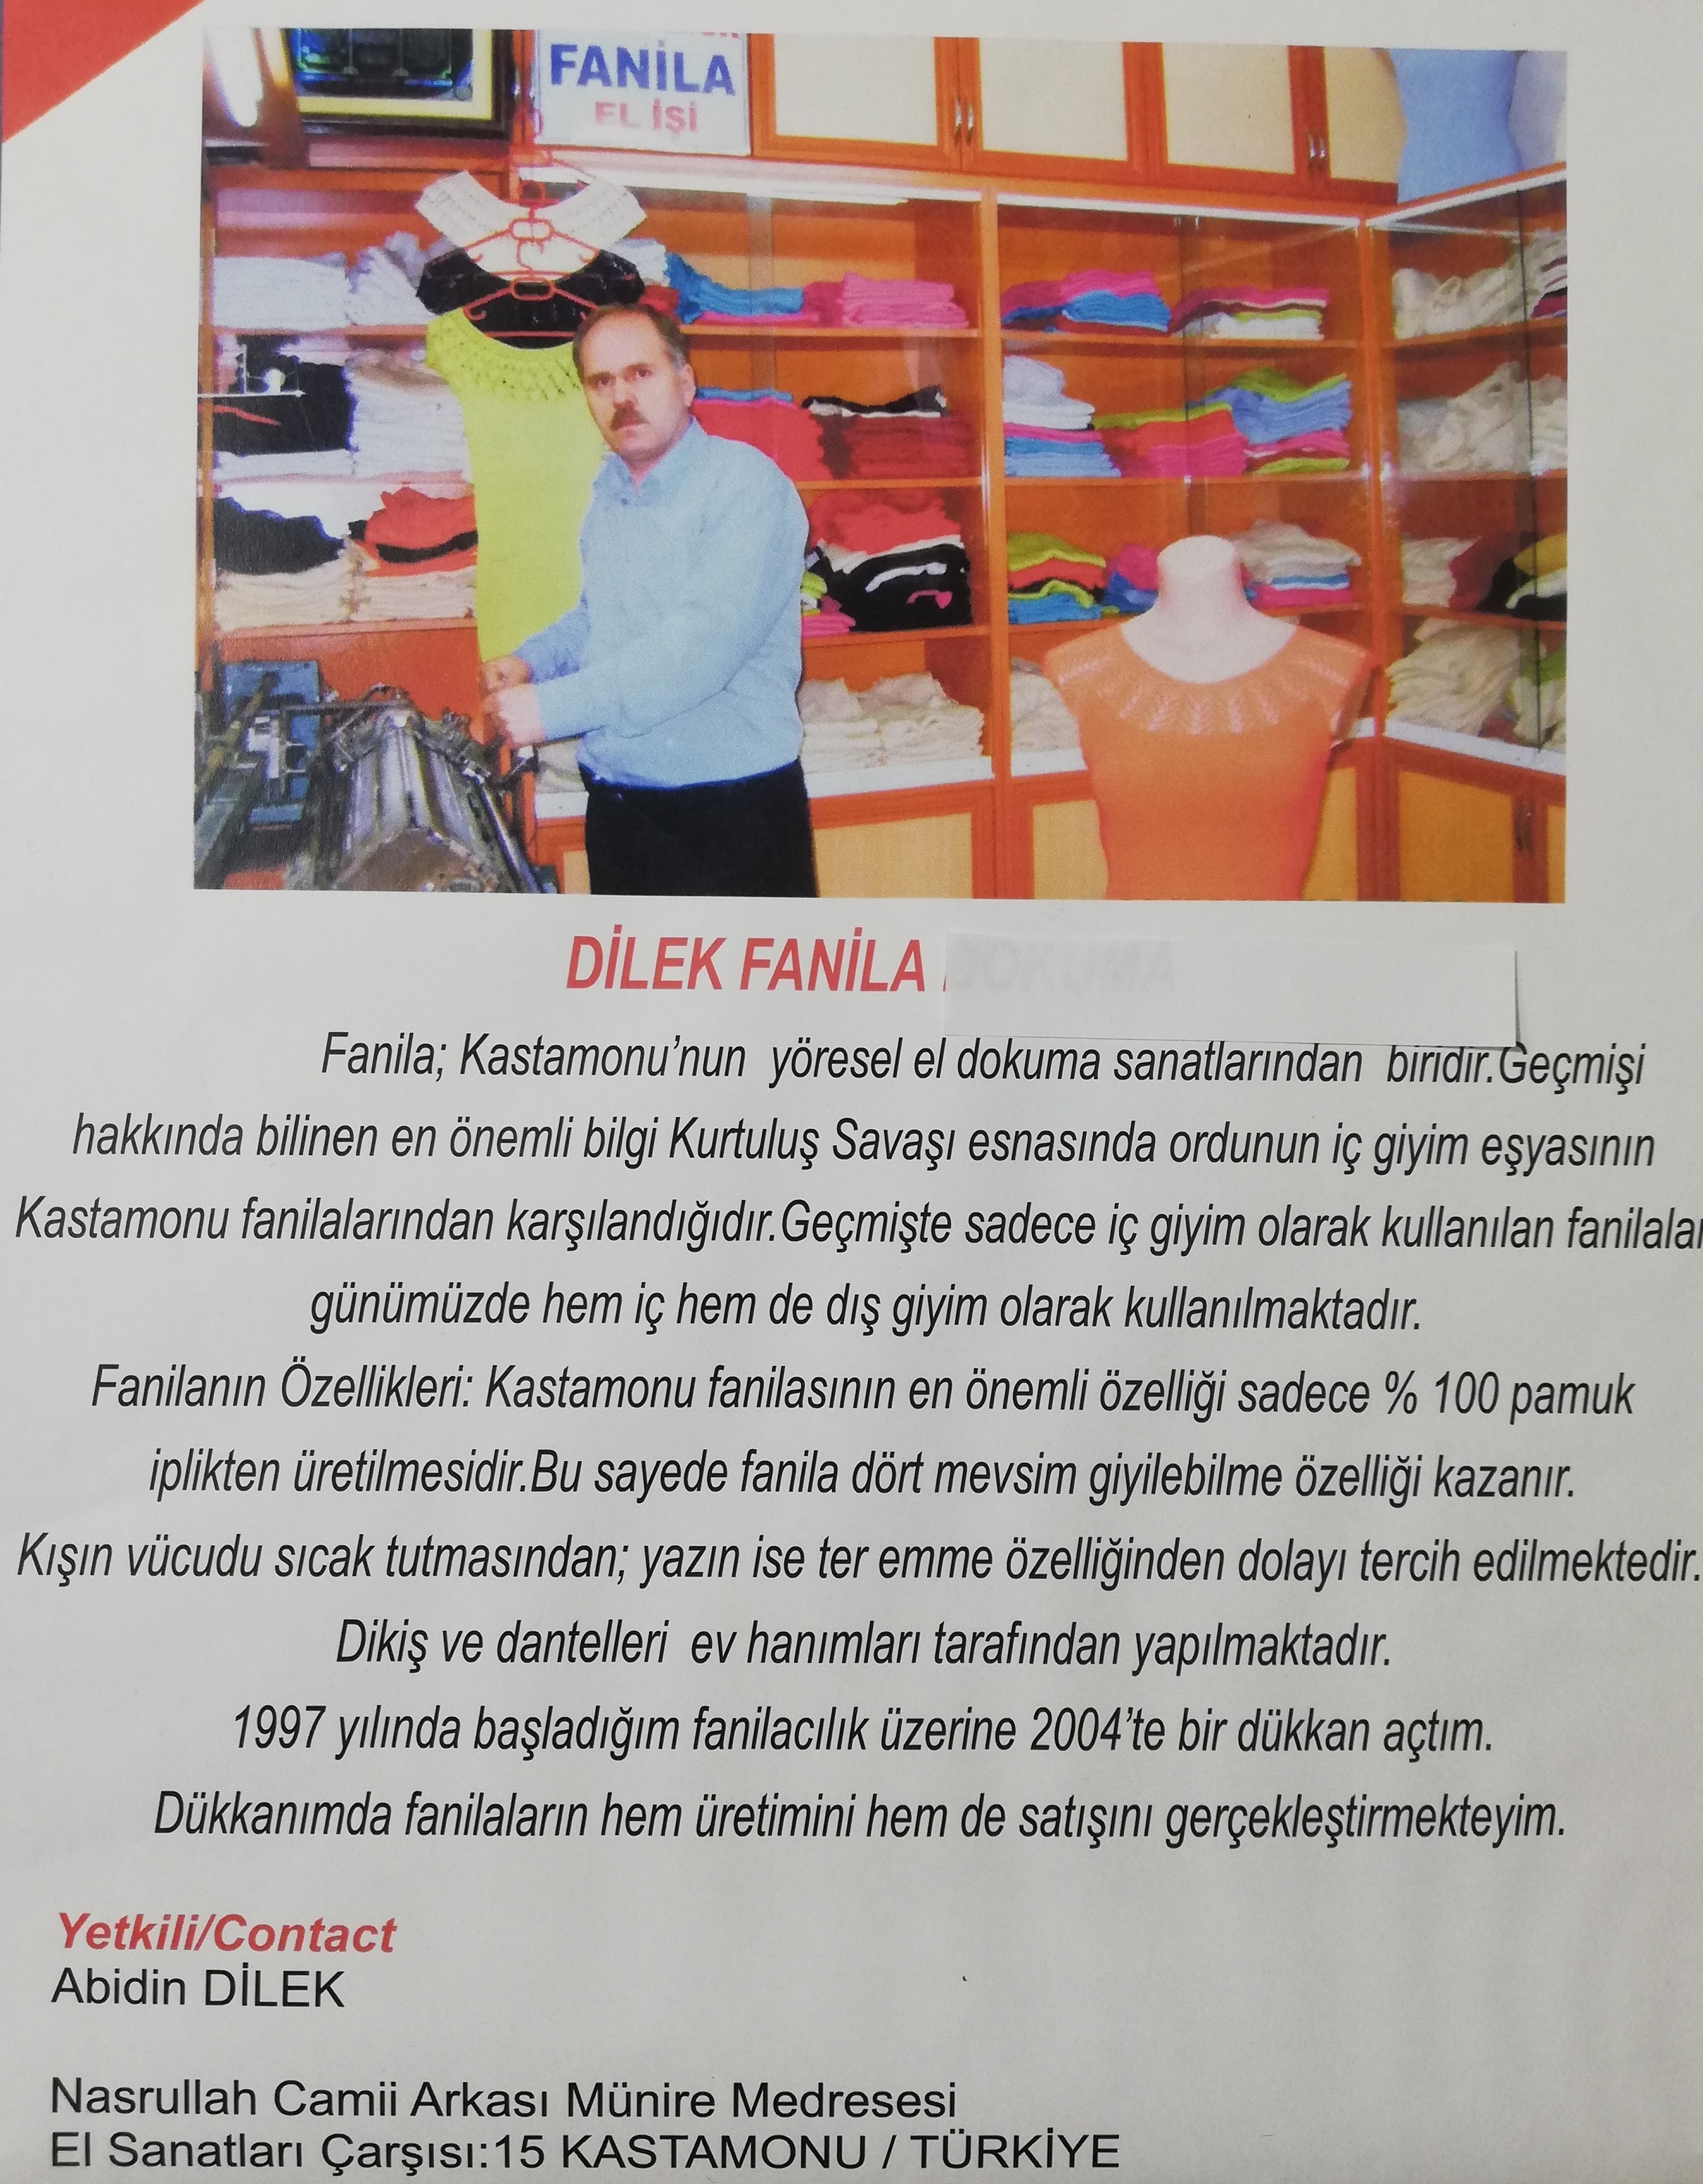 FANİLA
EL İŞİ
DİLEK FANİLA DOKUMA
Fanila; Kastamonu'nun yöresel el dokuma sanatlarından biridir.Geçmişi
hakkında bilinen en önemli bilgi Kurtuluş Savaşı esnasında ordunun iç giyim eşyasının
Kastamonu fanilalarından karşılandığıdır.Geçmişte sadece iç giyim olarak kullanılan fanilalar
günümüzde hem iç hem de dış giyim olarak kullanılmaktadır.
Fanilanın Özellikleri: Kastamonu fanilasının en önemli özelliği sadece % 100 pamuk
iplikten üretilmesidir.Bu sayede fanila dört mevsim giyilebilme özelliği kazanır.
Kışın vücudu sıcak tutmasından; yazın ise ter emme özelliğinden dolayı tercih edilmektedir.
Dikiş ve dantelleri ev hanımları tarafından yapılmaktadır.
1997 yılında başladığım fanilacılık üzerine 2004'te bir dükkan açtım.
Dükkanımda fanilaların hem üretimini hem de satışını gerçekleştirmekteyim.
Yetkili/Contact
Abidin DİLEK
Nasrullah Camii Arkası Münire Medresesi
El Sanatları Çarşısı:15 KASTAMONU / TÜRKİYE